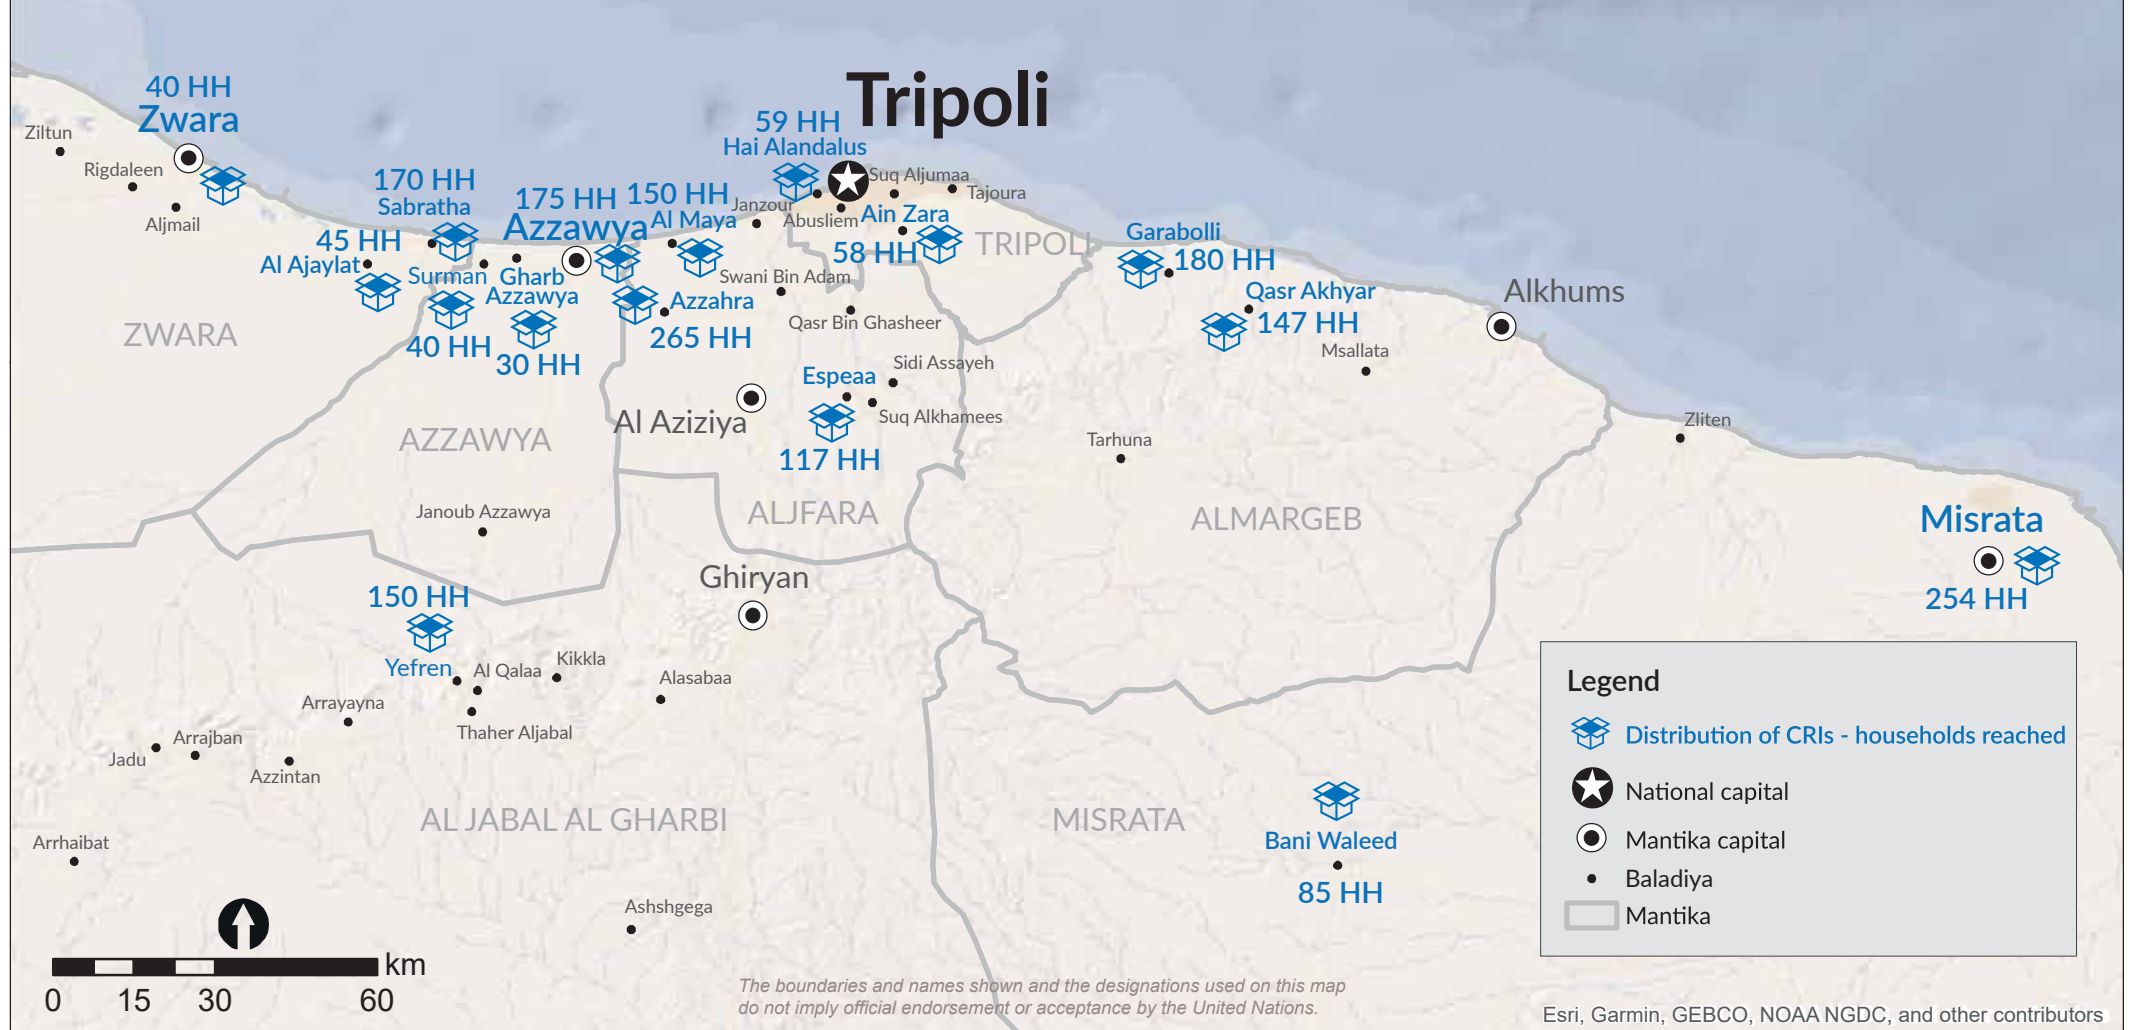 Tripoli
40 HH
Zwara
Ziltun
Rigdaleen
Aljmail
170 HH
Sabratha
45 HH
Al Ajaylat
Surman
40 HH
175 HH
Azzawya
Gharb
Azzawya
30 HH
150 HH
Al Maya
Janzour
59 HH
Hai Alandalus
Abusliem
Suq Aljumaa
Tajoura
Ain Zara
58 HH
TRIPOLI
Swani Bin Adam
Azzahra
265 HH
Qasr Bin Ghasheer
Garabolli
180 HH
Qasr Akhyar
147 HH
Msallata
Alkhums
ZWARA
Sidi Assayeh
Espeaa
Suq Alkhamees
117 HH
Al Aziziya
AZZAWYA
Tarhuna
Zliten
Janoub Azzawya
ALJFARA
ALMARGEB
Misrata
254 HH
Ghiryan
150 HH
Yefren
Al Qalaa
Kikkla
Alasabaa
Arrayayna
Thaher Aljabal
Jadu
Arrajban
Azzintan
AL JABAL AL GHARBI
MISRATA
Bani Waleed
85 HH
Arrhaibat
Ashshgega
Legend
Distribution of CRIs - households reached
National capital
Mantika capital
Baladiya
Mantika
km
0 15 30 60
The boundaries and names shown and the designations used on this map
do not imply official endorsement or acceptance by the United Nations.
Esri, Garmin, GEBCO, NOAA NGDC, and other contributors